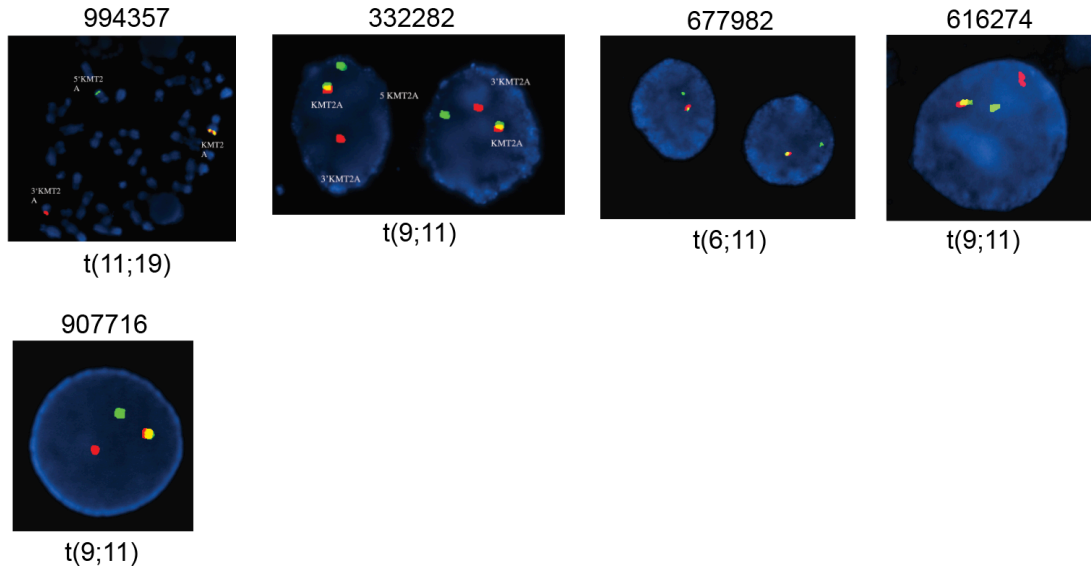 994357
332282
677982
616274
5'KMT2
A
KMT2
A
3'KMT2
A
5 KMT2A
3'KMT2A
KMT2A
KMT2A
3'KMT2A
t(11;19)
t(9;11)
t(6;11)
t(9;11)
907716
t(9;11)